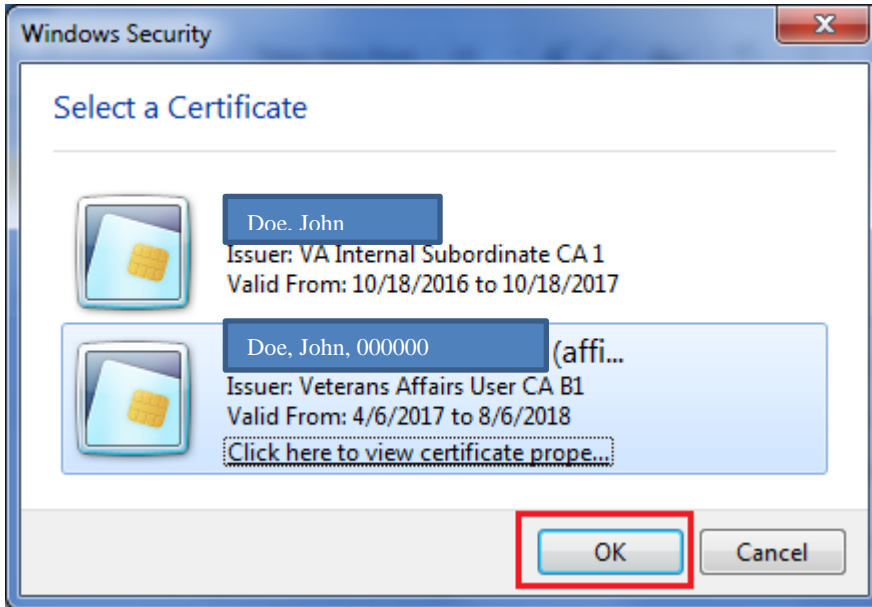 Windows Security
Select a Certificate
Doe. John
Issuer: VA Internal Subordinate CA 1
Valid From: 10/18/2016 to 10/18/2017
Doe, John, 000000 (affi...
Issuer: Veterans Affairs User CA B1
Valid From: 4/6/2017 to 8/6/2018
Click here to view certificate prope...
OK Cancel